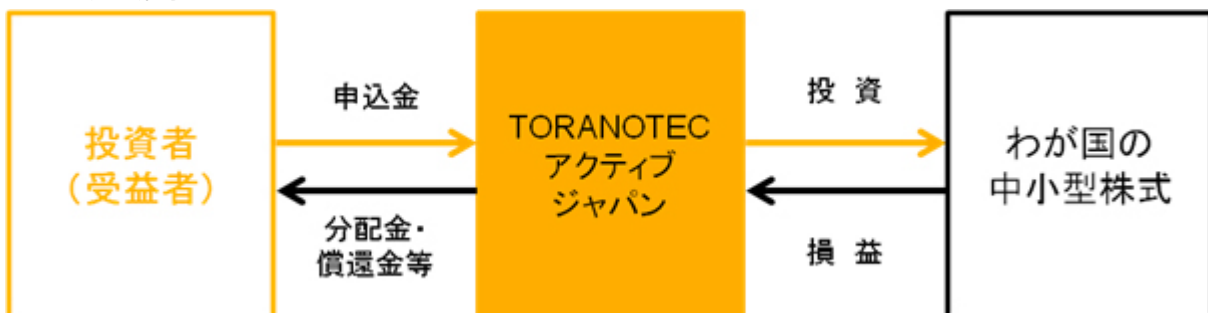 投資者
（受益者）
申込金
分配金・
償還金等
TORANOTEC
アクティブ
ジャパン
投 資
損 益
わが国の
中小型株式